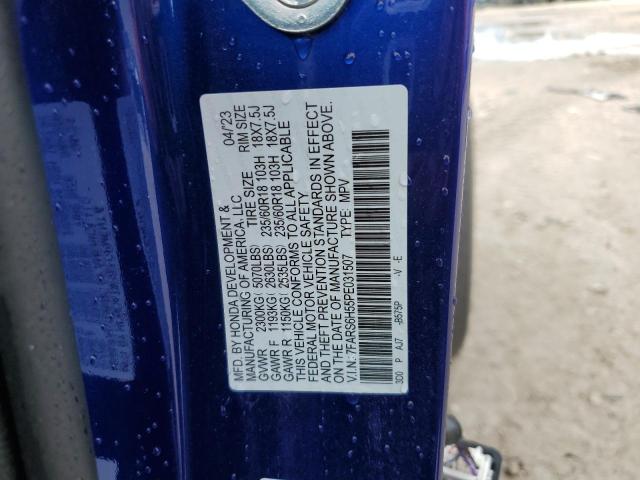 MFD. BY HONDA DEVELOPMENT &
MANUFACTURING OF AMERICA, LLC 04/23
TIRE SIZE RIM SIZE
GVWR 2300KG( 5070LBS) 235/60R18 103H 18X7.5J
GAWR F 1193KG( 2630LBS) 235/60R18 103H 18X7.5J
GAWR R 1150KG( 2535LBS)
THIS VEHICLE CONFORMS TO ALL APPLICABLE
FEDERAL MOTOR VEHICLE SAFETY
AND THEFT PREVENTION STANDARDS IN EFFECT
ON THE DATE OF MANUFACTURE SHOWN ABOVE.
V.I.N: 7FARS6H85PE031507 TYPE: MPV
3D0 P AJ7 -B575P -V -E